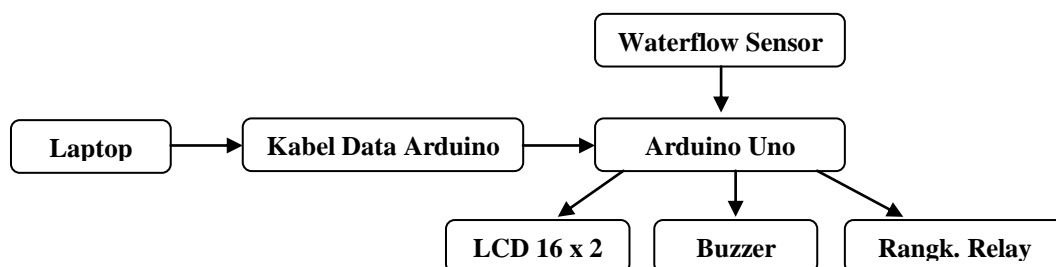 Waterflow Sensor
Laptop
Kabel Data Arduino
Arduino Uno
LCD 16 x 2
Buzzer
Rangk. Relay